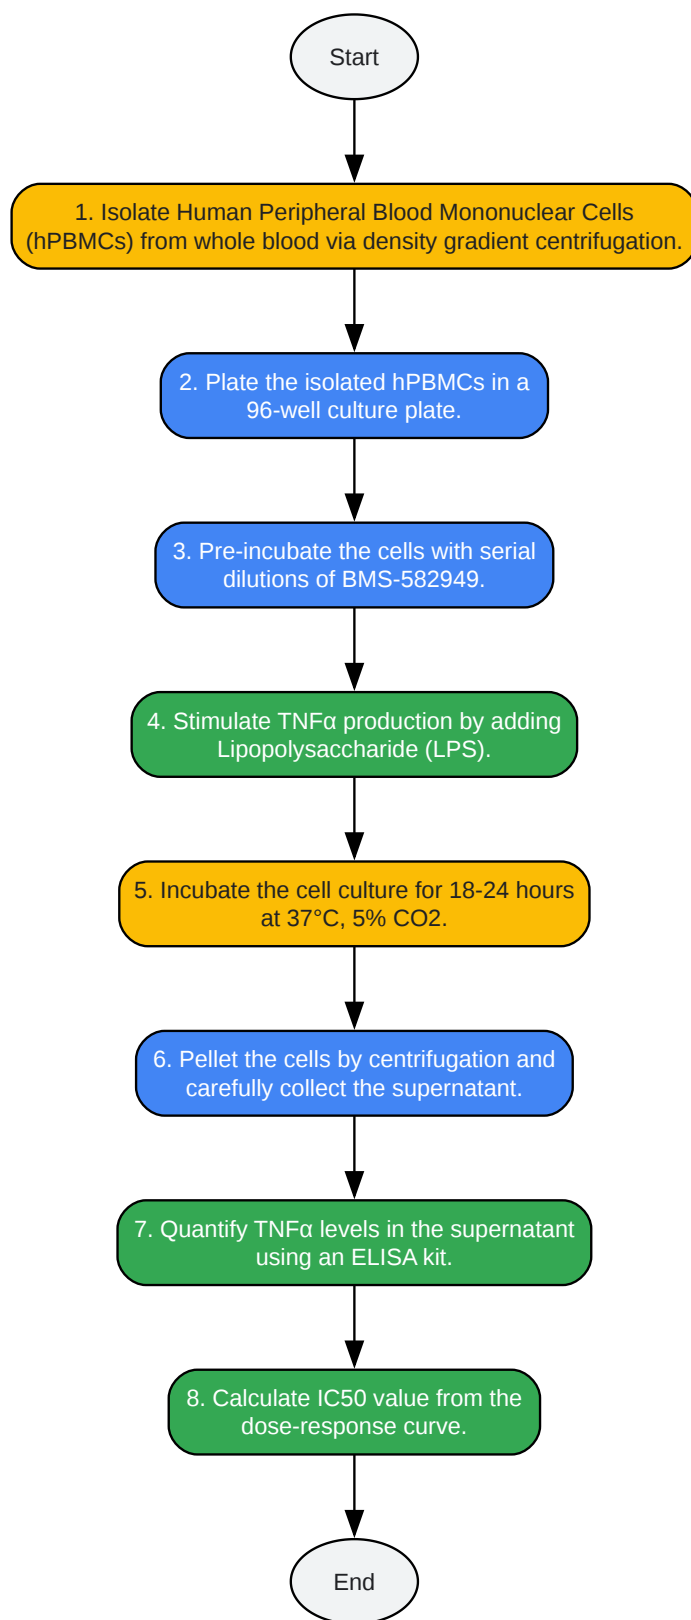 Start
1. Isolate Human Peripheral Blood Mononuclear Cells
(hPBMCs) from whole blood via density gradient centrifugation.
2. Plate the isolated hPBMCs in a
96-well culture plate.
3. Pre-incubate the cells with serial
dilutions of BMS-582949.
4. Stimulate TNFα production by adding
Lipopolysaccharide (LPS).
5. Incubate the cell culture for 18-24 hours
at 37°C, 5% CO2.
6. Pellet the cells by centrifugation and
carefully collect the supernatant.
7. Quantify TNFα levels in the supernatant
using an ELISA kit.
8. Calculate IC50 value from the
dose-response curve.
End